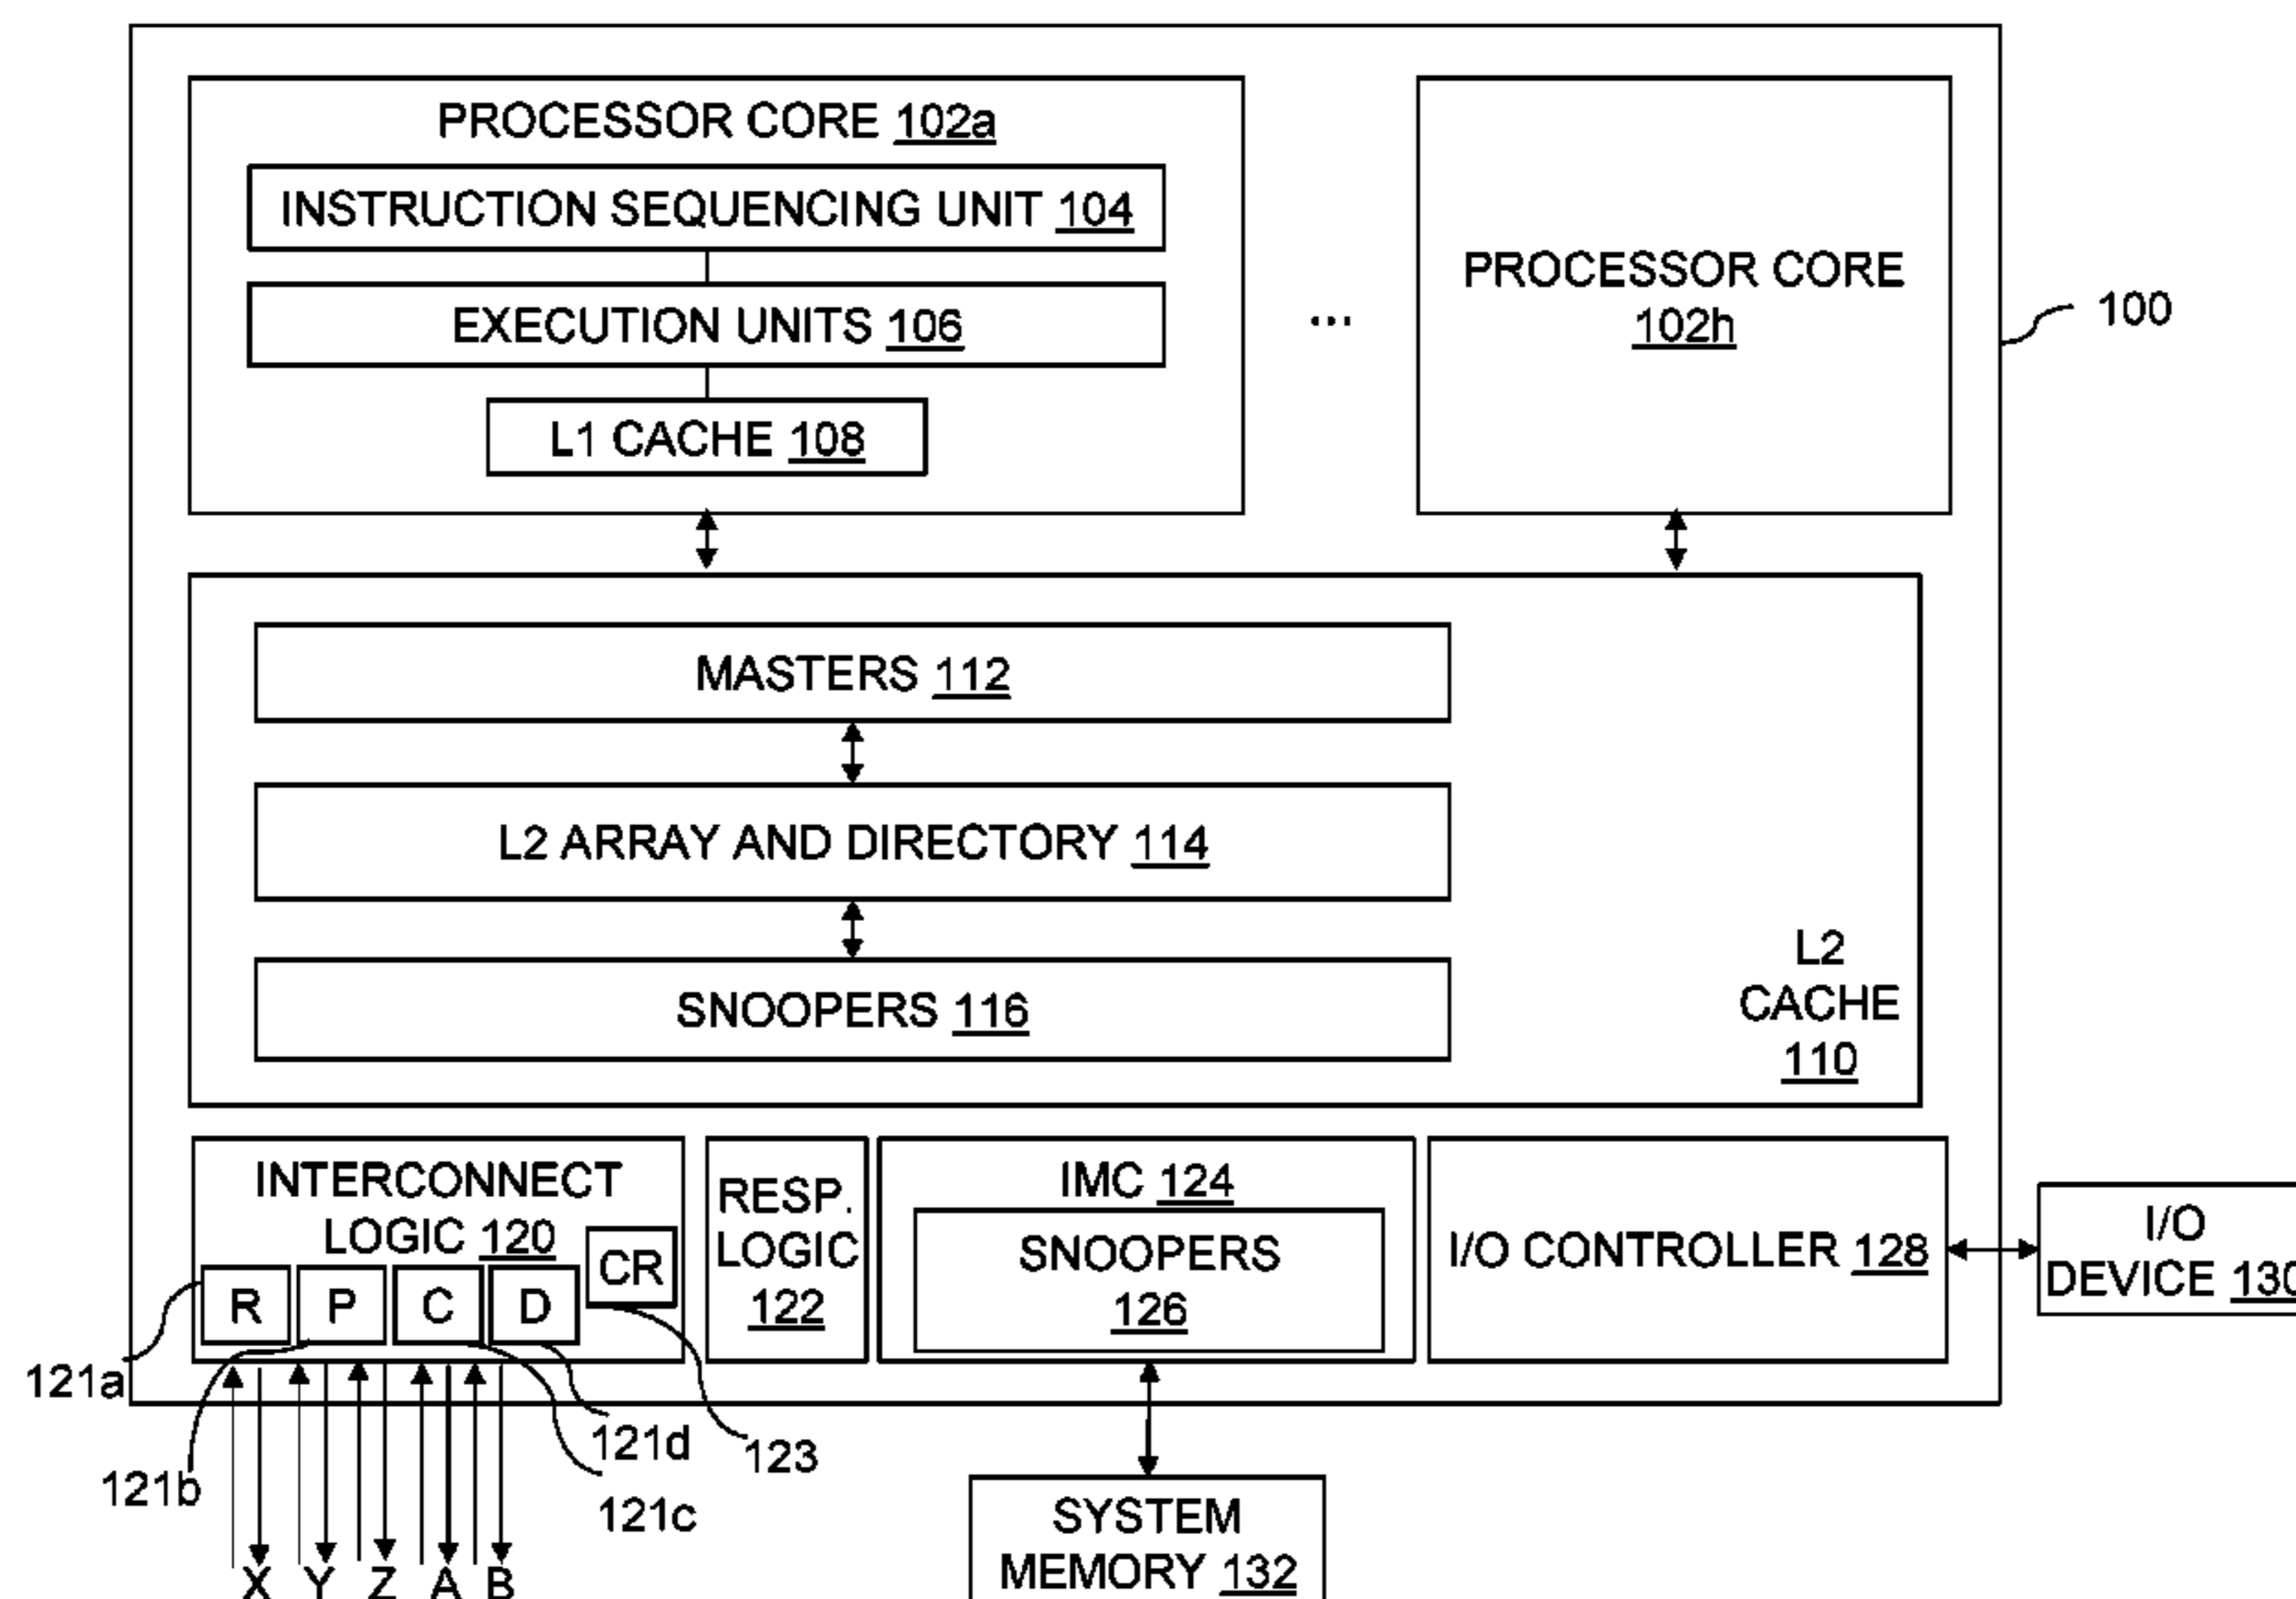 PROCESSOR CORE 102a
INSTRUCTION SEQUENCING UNIT 104
EXECUTION UNITS 106
L1 CACHE 108
...
PROCESSOR CORE
102h
100
MASTERS 112
L2 ARRAY AND DIRECTORY 114
SNOOPERS 116
L2
CACHE
110
INTERCONNECT
LOGIC 120
R
P
C
D
CR
RESP.
LOGIC
122
IMC 124
SNOOPERS
126
I/O CONTROLLER 128
I/O
DEVICE 130
121a
121b
121d
121c
123
X Y Z A B
SYSTEM
MEMORY 132